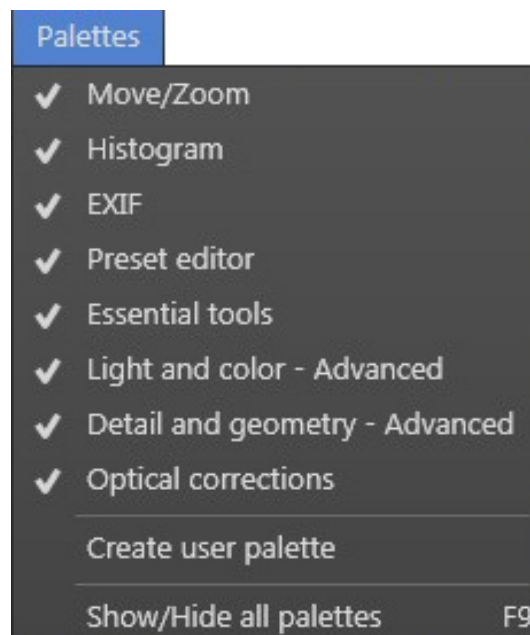 Palettes
Move/Zoom
Histogram
EXIF
Preset editor
Essential tools
Light and color - Advanced
Detail and geometry - Advanced
Optical corrections
Create user palette
Show/Hide all palettes F9